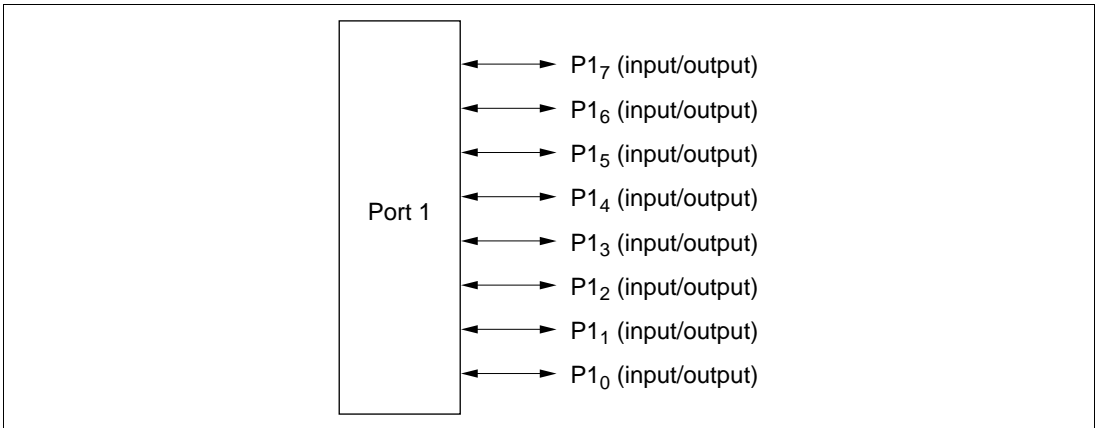 P1₇ (input/output)
P1₆ (input/output)
P1₅ (input/output)
P1₄ (input/output)
Port 1
P1₃ (input/output)
P1₂ (input/output)
P1₁ (input/output)
P1₀ (input/output)